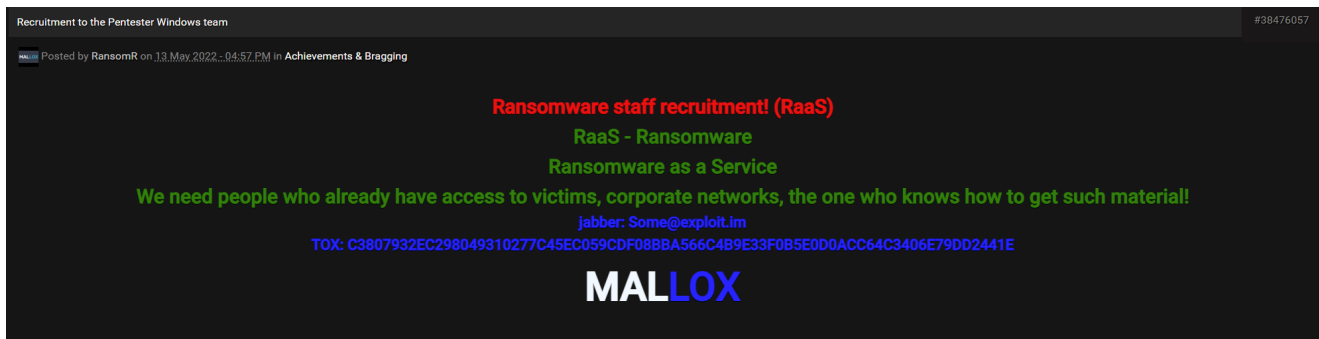 Recruitment to the Pentester Windows team
#38476057
MALLOX Posted by RansomR on 13 May 2022 - 04:57 PM in Achievements & Bragging
Ransomware staff recruitment! (RaaS)
RaaS - Ransomware
Ransomware as a Service
We need people who already have access to victims, corporate networks, the one who knows how to get such material!
jabber: Some@exploit.im
TOX: C3807932EC298049310277C45EC059CDF08BBA566C4B9E33F0B5E0D0ACC64C3406E79DD2441E
MALLOX